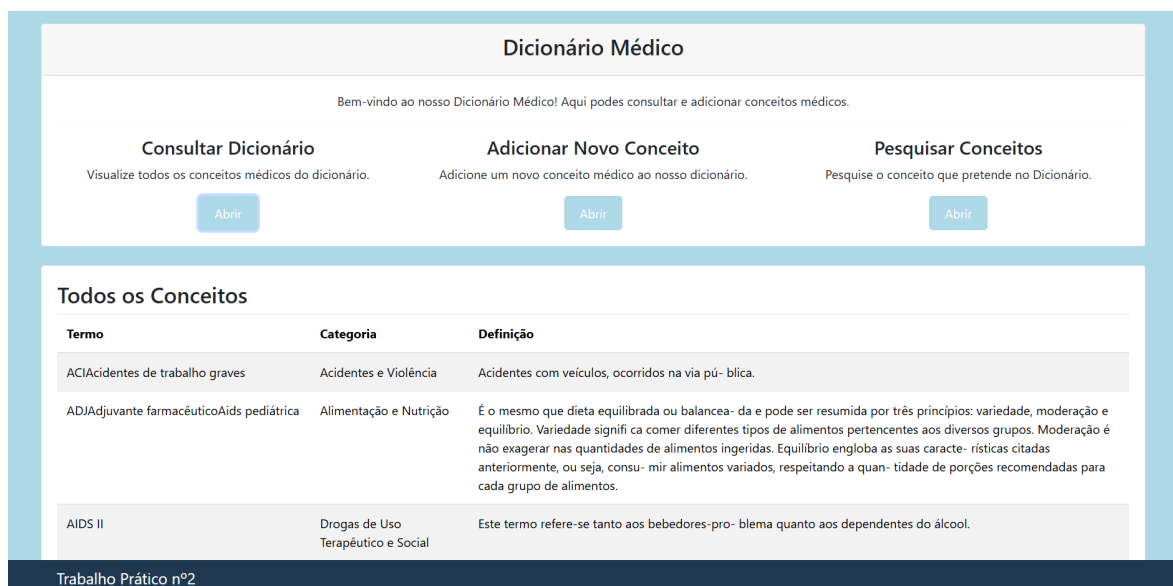 Dicionário Médico
Bem-vindo ao nosso Dicionário Médico! Aqui podes consultar e adicionar conceitos médicos.
Consultar Dicionário
Visualize todos os conceitos médicos do dicionário.
Abrir
Adicionar Novo Conceito
Adicione um novo conceito médico ao nosso dicionário.
Abrir
Pesquisar Conceitos
Pesquise o conceito que pretende no Dicionário.
Abrir
Todos os Conceitos
Termo Categoria Definição
ACIAcidentes de trabalho graves Acidentes e Violência Acidentes com veículos, ocorridos na via pú- blica.
ADJAdjuvante farmacêuticoAids pediátrica Alimentação e Nutrição É o mesmo que dieta equilibrada ou balancea- da e pode ser resumida por três princípios: variedade, moderação e
equilíbrio. Variedade signifi ca comer diferentes tipos de alimentos pertencentes aos diversos grupos. Moderação é
não exagerar nas quantidades de alimentos ingeridas. Equilíbrio engloba as suas caracte- rísticas citadas
anteriormente, ou seja, consu- mir alimentos variados, respeitando a quan- tidade de porções recomendadas para
cada grupo de alimentos.
AIDS II Drogas de Uso Este termo refere-se tanto aos bebedores-pro- blema quanto aos dependentes do álcool.
Terapêutico e Social
Trabalho Prático nº2